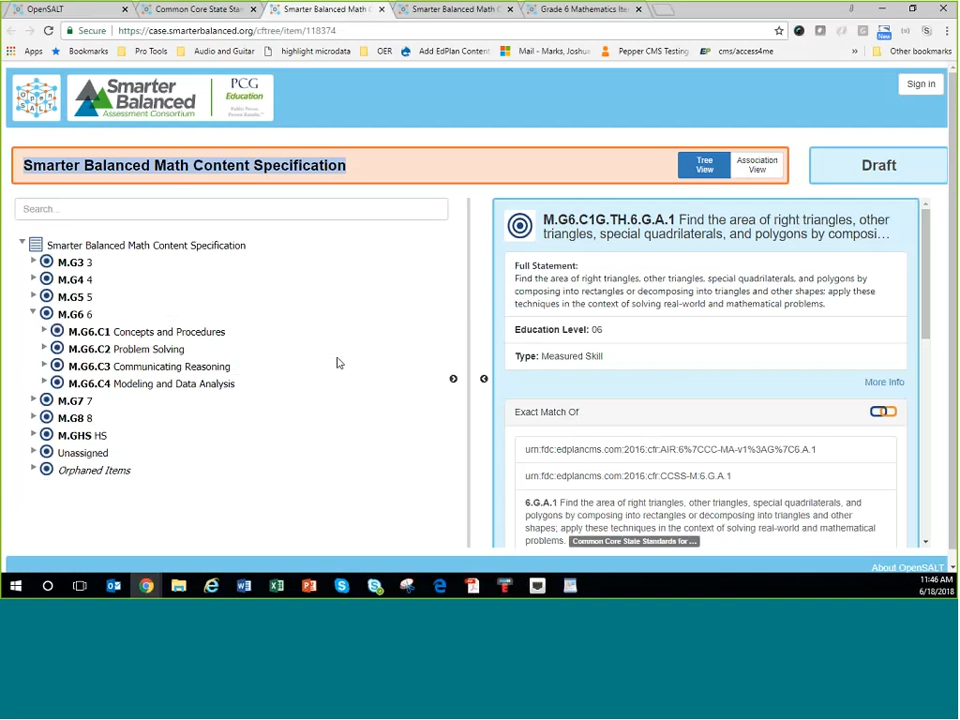 OpenSALT
Common Core State Stan
Smarter Balanced Math C
Smarter Balanced Math C
Grade 6 Mathematics Ite
Secure
https://case.smarterbalanced.org/cftree/item/118374
Apps
Bookmarks
Pro Tools
Audio and Guitar
highlight microdata
OER
Add EdPlan Content
Mail - Marks, Joshua
Pepper CMS Testing
EP
cms/access4me
»
Other bookmarks
New
OpenSALT
Smarter
Balanced
Assessment Consortium
PCG
Education
Sign in
Smarter Balanced Math Content Specification
Tree
View
Association
View
Draft
Search...
Smarter Balanced Math Content Specification
M.G3 3
M.G4 4
M.G5 5
M.G6 6
M.G6.C1 Concepts and Procedures
M.G6.C2 Problem Solving
M.G6.C3 Communicating Reasoning
M.G6.C4 Modeling and Data Analysis
M.G7 7
M.G8 8
M.GHS HS
Unassigned
Orphaned Items
M.G6.C1G.TH.6.G.A.1 Find the area of right triangles, other
triangles, special quadrilaterals, and polygons by composi...
Full Statement:
Find the area of right triangles, other triangles, special quadrilaterals, and polygons by
composing into rectangles or decomposing into triangles and other shapes; apply these
techniques in the context of solving real-world and mathematical problems.
Education Level: 06
Type: Measured Skill
More Info
Exact Match Of
urn:fdc:edplancms.com:2016:cfr:AIR:6%7CCC-MA-v1%3AG%7C6.A.1
urn:fdc:edplancms.com:2016:cfr:CCSS-M:6.G.A.1
6.G.A.1 Find the area of right triangles, other triangles, special quadrilaterals, and
polygons by composing into rectangles or decomposing into triangles and other
shapes; apply these techniques in the context of solving real-world and mathematical
problems. Common Core State Standards for ...
About OpenSALT
11:46 AM
6/18/2018